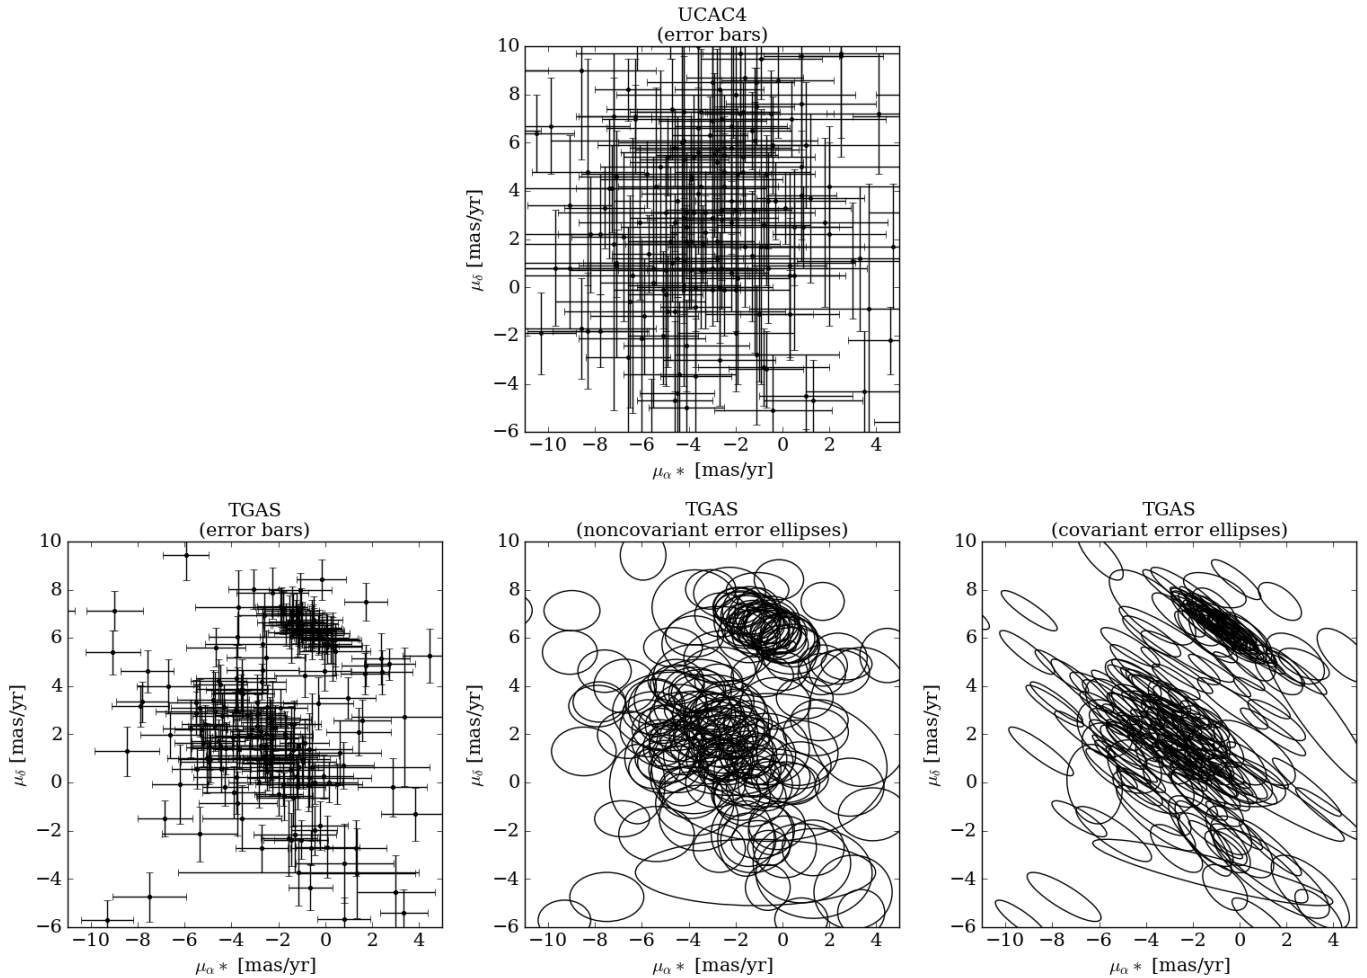 UCAC4
(error bars)
10
8
6
4
2
0
−2
−4
−6
μδ [mas/yr]
−10 −8 −6 −4 −2 0 2 4
μα∗ [mas/yr]
TGAS
(error bars)
10
8
6
4
2
0
−2
−4
−6
μδ [mas/yr]
−10 −8 −6 −4 −2 0 2 4
μα∗ [mas/yr]
TGAS
(noncovariant error ellipses)
10
8
6
4
2
0
−2
−4
−6
μδ [mas/yr]
−10 −8 −6 −4 −2 0 2 4
μα∗ [mas/yr]
TGAS
(covariant error ellipses)
10
8
6
4
2
0
−2
−4
−6
μδ [mas/yr]
−10 −8 −6 −4 −2 0 2 4
μα∗ [mas/yr]